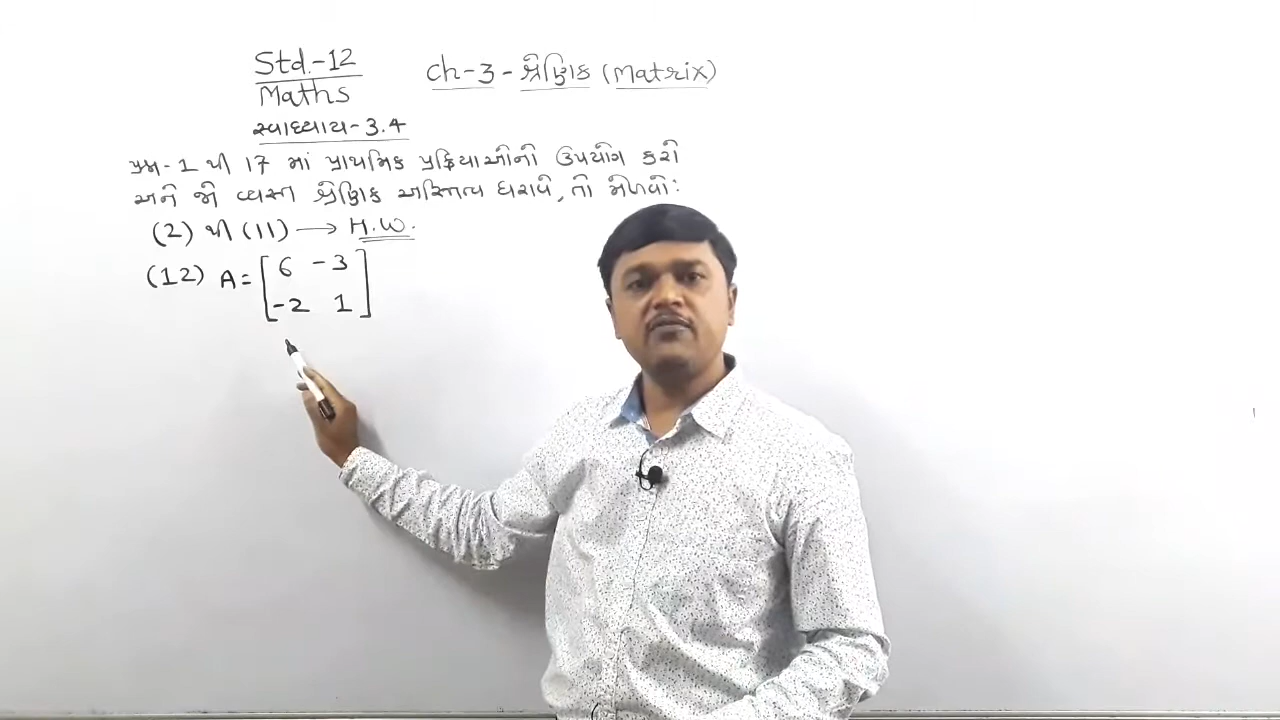 Std.-12
Maths
Ch-3-શ્રેણિક (Matrix)
સ્વાધ્યાય-3.4
પ્રશ્ન-1 થી 17 માં પ્રાથમિક પ્રક્રિયાઓનો ઉપયોગ કરો
અને જો વ્યસ્ત શ્રેણિક અસ્તિત્વ ધરાવે, તો મેળવો:
(2) થી (11) → H.W.
(12) A = [6 -3
-2 1]